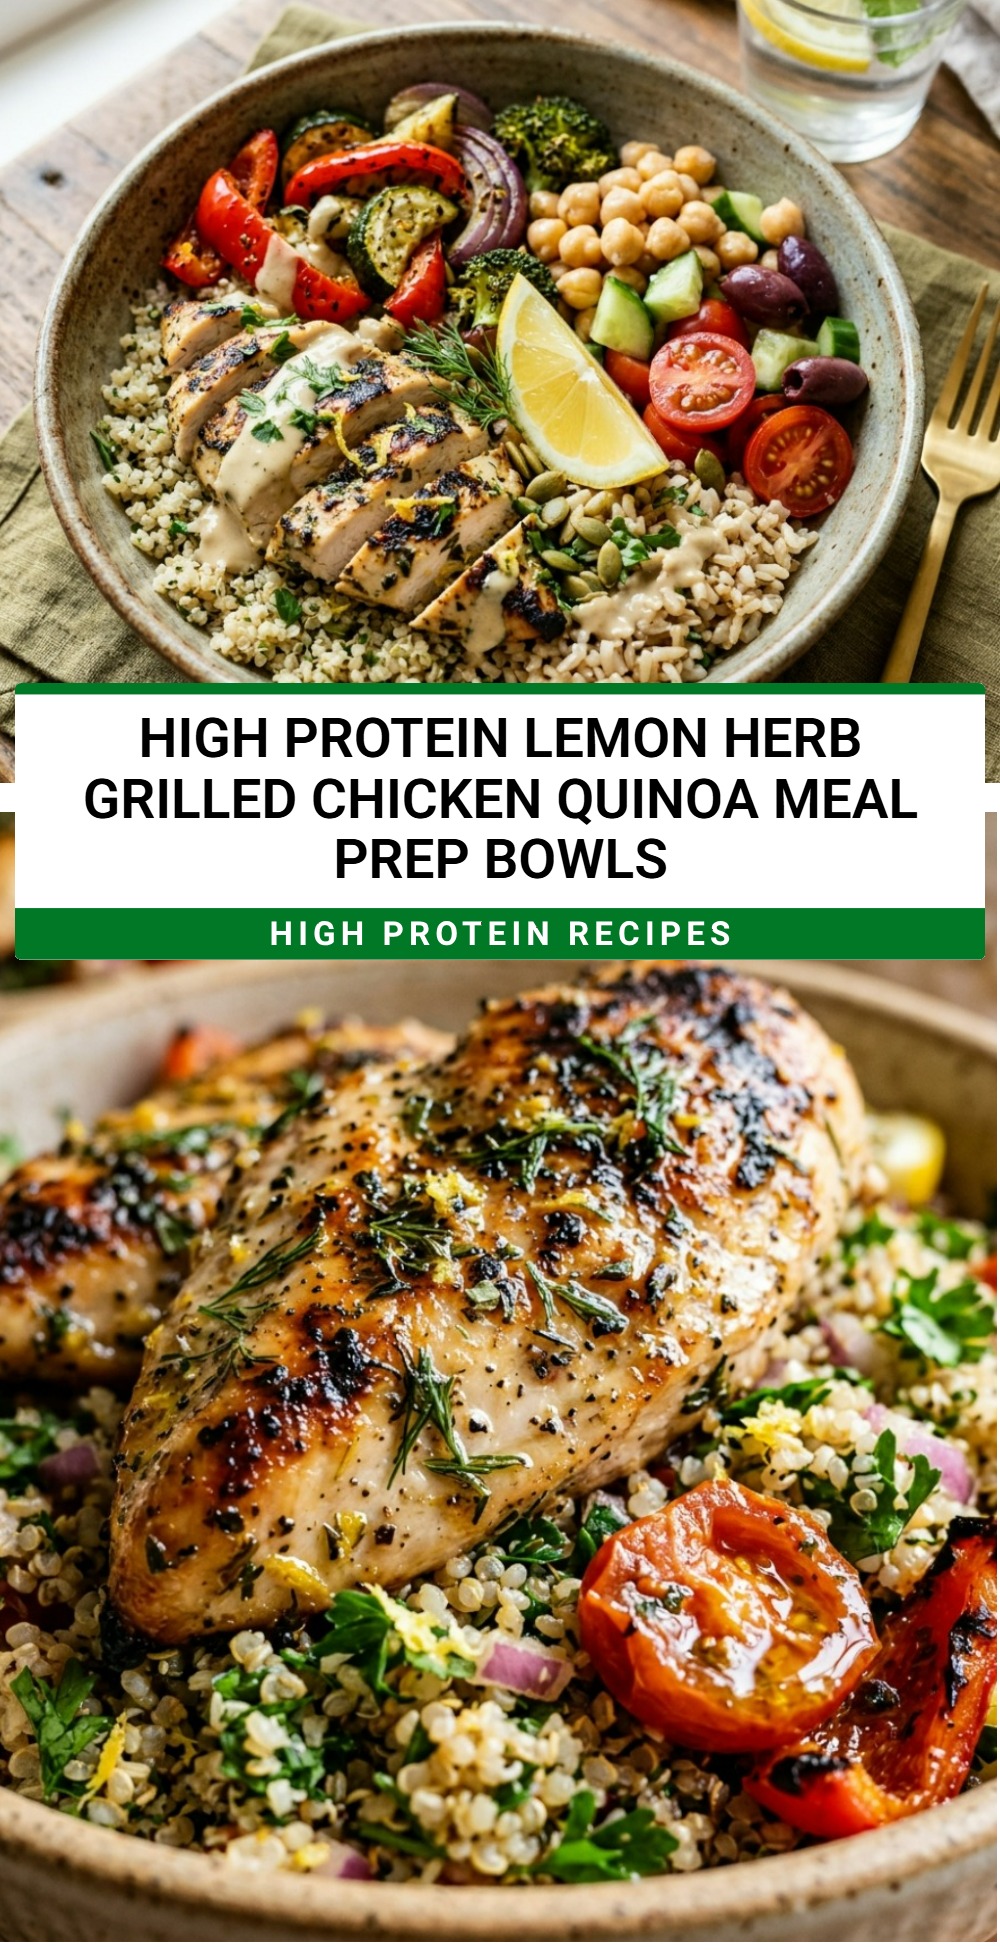 HIGH PROTEIN LEMON HERB
GRILLED CHICKEN QUINOA MEAL
PREP BOWLS
HIGH PROTEIN RECIPES